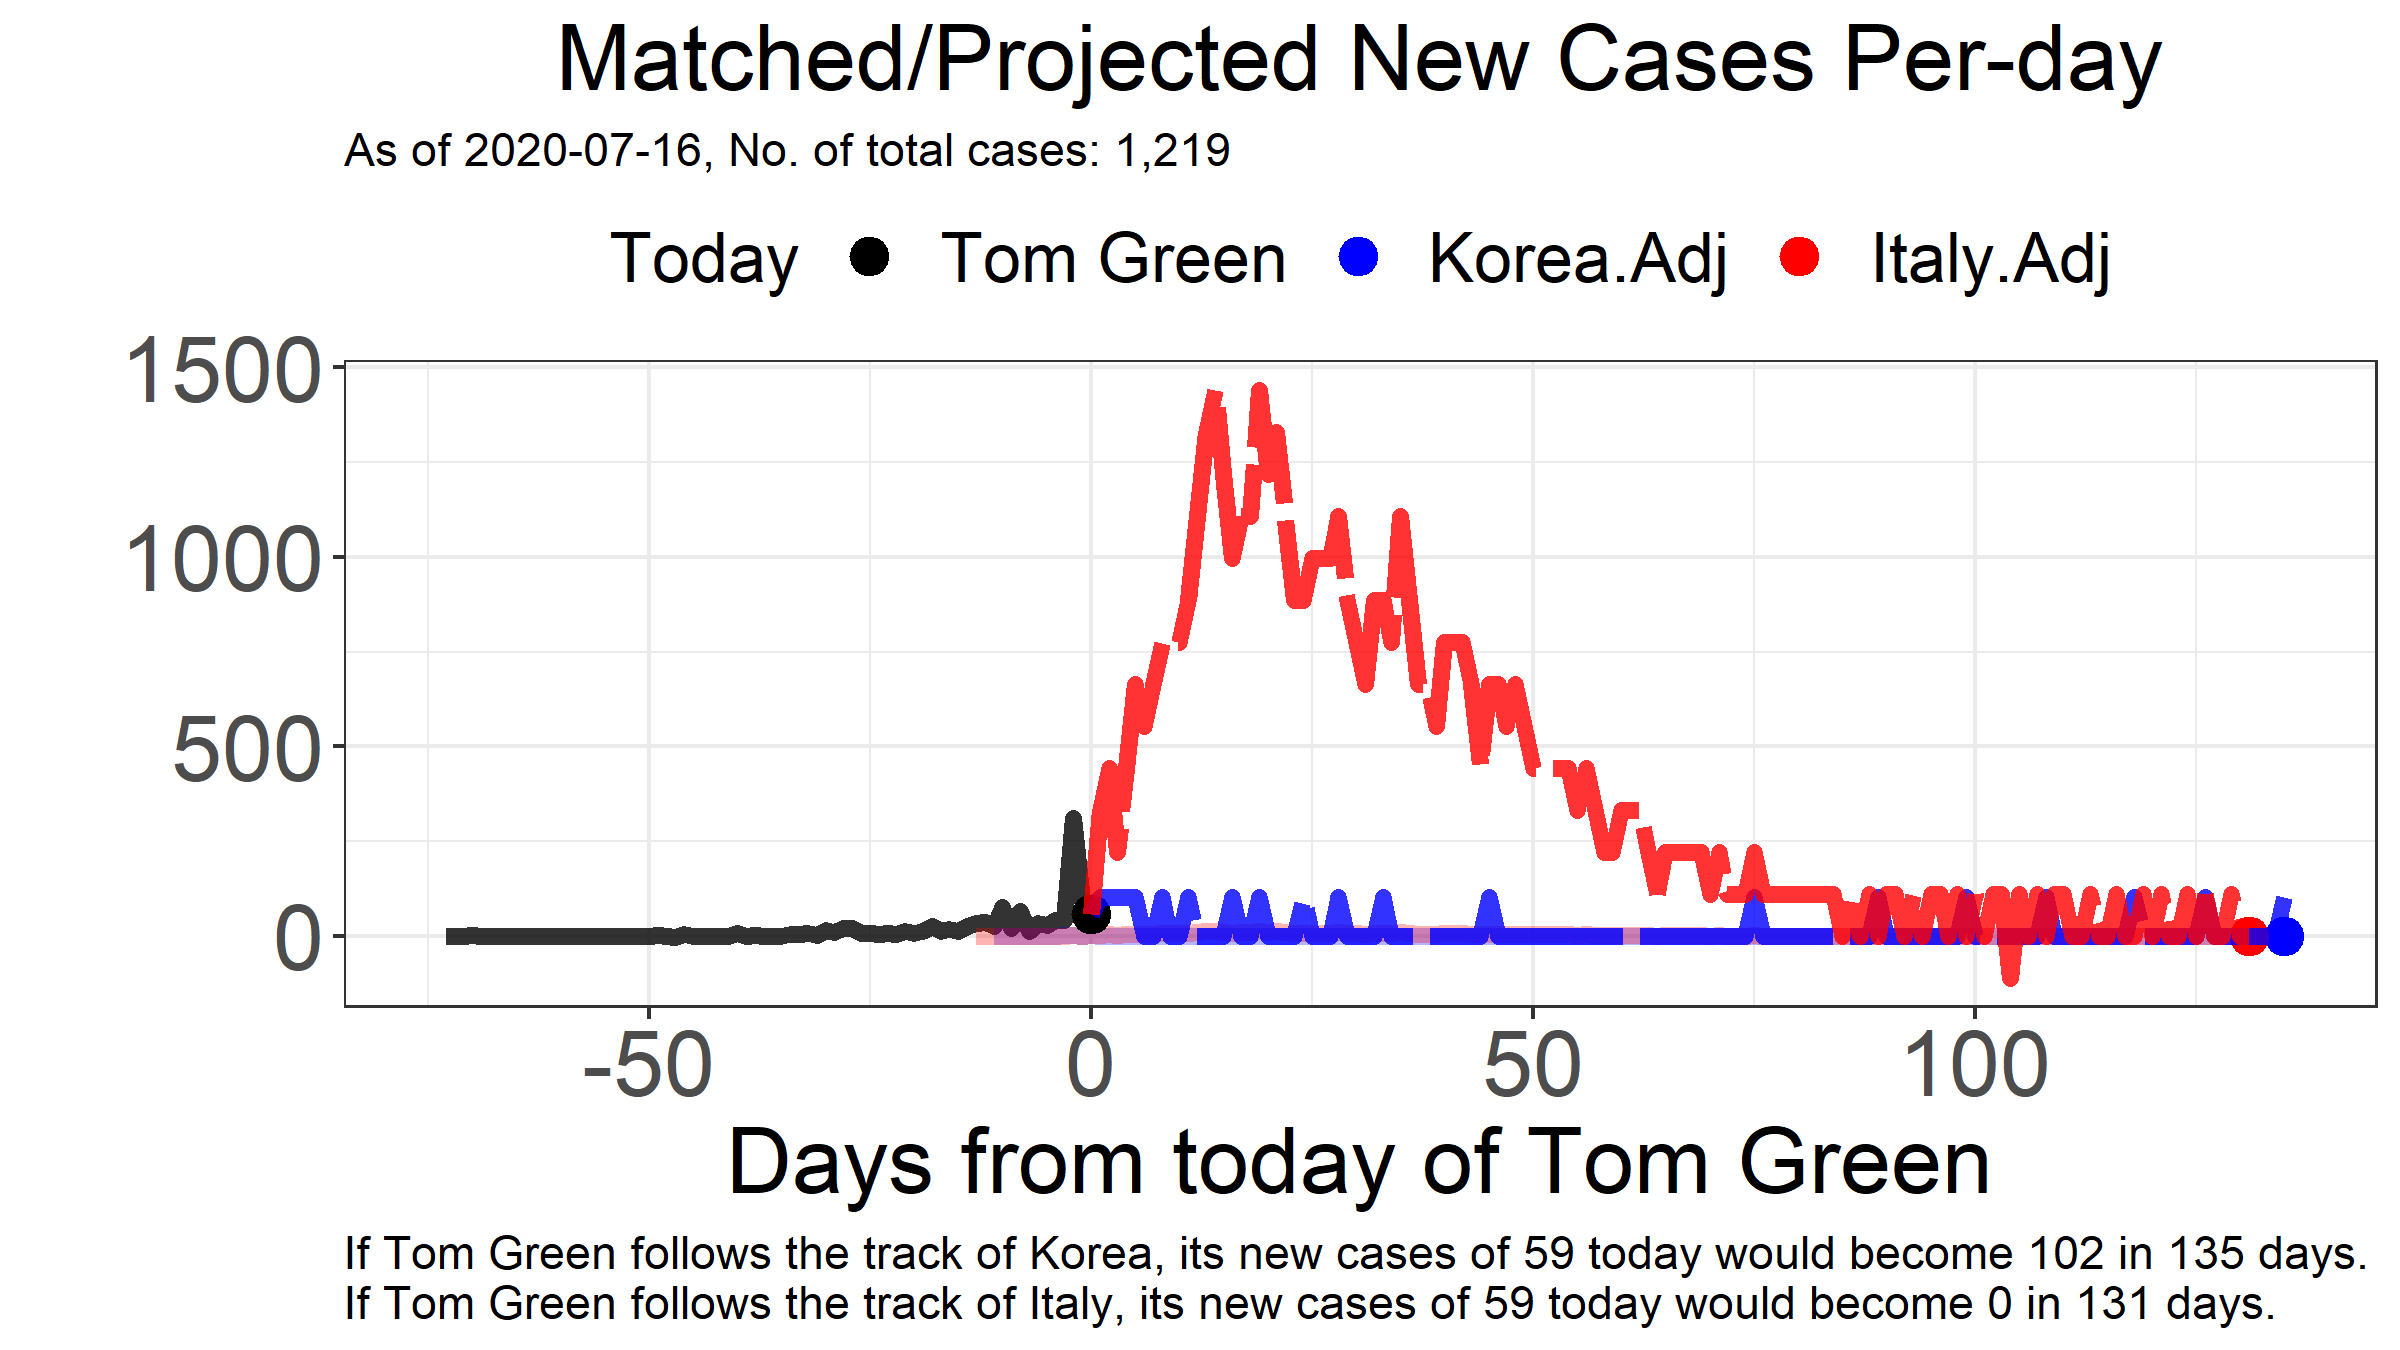 Matched/Projected New Cases Per-day
As of 2020-07-16, No. of total cases: 1,219
Today Tom Green Korea.Adj Italy.Adj
1500
1000
500
0
-50 0 50 100
Days from today of Tom Green
If Tom Green follows the track of Korea, its new cases of 59 today would become 102 in 135 days.
If Tom Green follows the track of Italy, its new cases of 59 today would become 0 in 131 days.